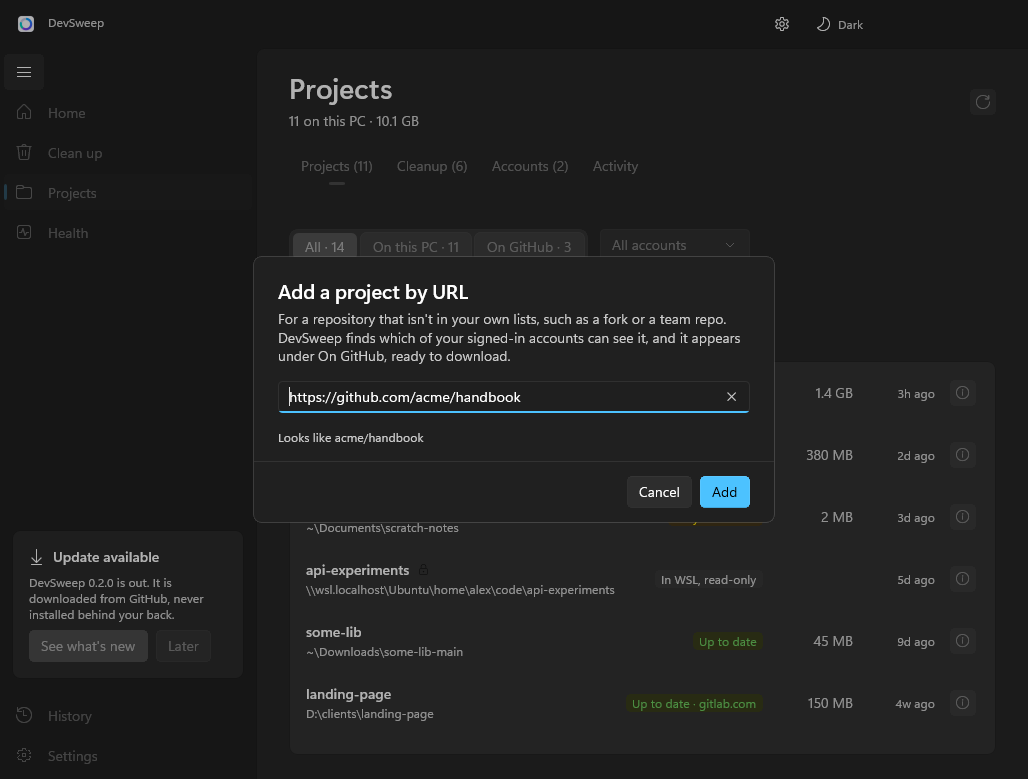 DevSweep
Dark
Home
Clean up
Projects
Health
Projects
11 on this PC · 10.1 GB
Projects (11)
Cleanup (6)
Accounts (2)
Activity
All · 14
On this PC · 11
On GitHub · 3
All accounts
Add a project by URL
For a repository that isn't in your own lists, such as a fork or a team repo.
DevSweep finds which of your signed-in accounts can see it, and it appears
under On GitHub, ready to download.
https://github.com/acme/handbook
Looks like acme/handbook
Cancel
Add
1.4 GB
3h ago
380 MB
2d ago
2 MB
3d ago
~\Documents\scratch-notes
api-experiments
\\wsl.localhost\Ubuntu\home\alex\code\api-experiments
In WSL, read-only
5d ago
some-lib
~\Downloads\some-lib-main
Up to date
45 MB
9d ago
landing-page
D:\clients\landing-page
Up to date · gitlab.com
150 MB
4w ago
Update available
DevSweep 0.2.0 is out. It is
downloaded from GitHub, never
installed behind your back.
See what's new
Later
History
Settings